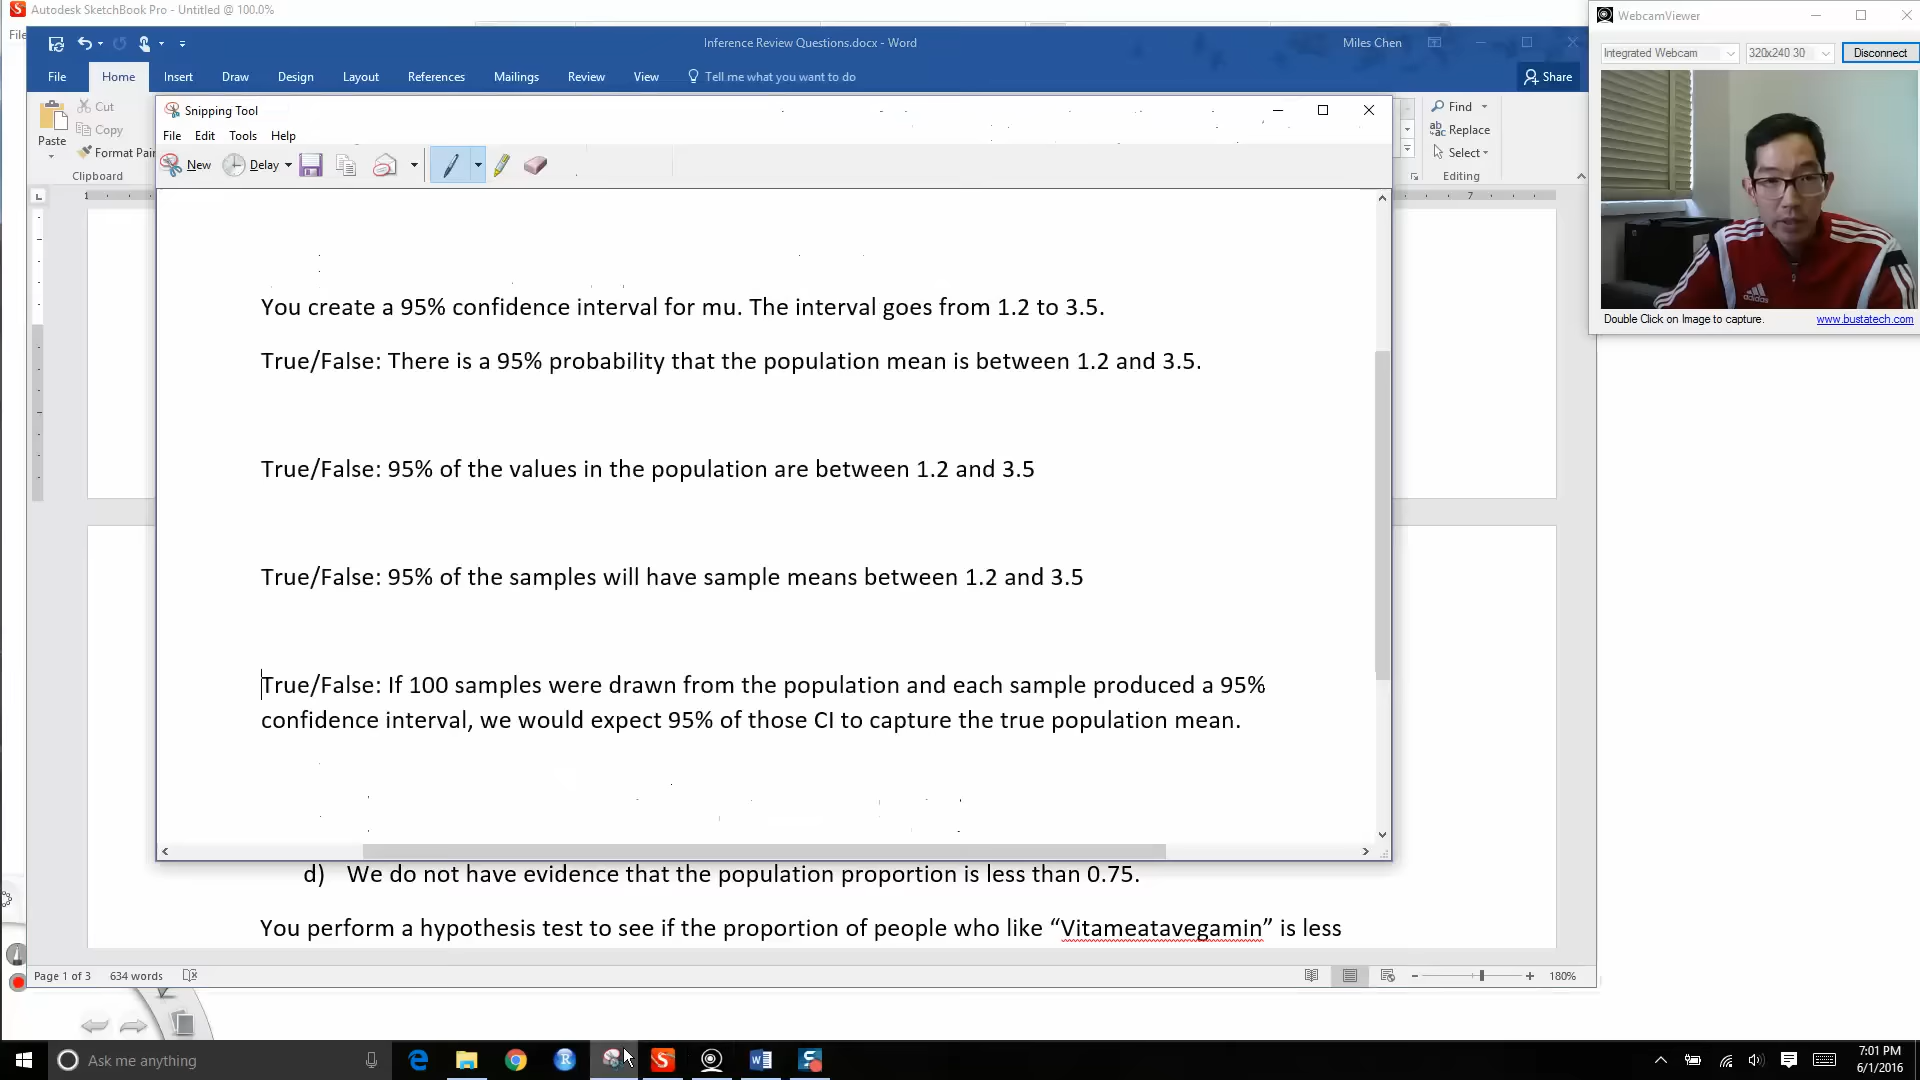 Autodesk SketchBook Pro - Untitled @ 100.0%
File
Inference Review Questions.docx - Word
Miles Chen
File Home Insert Draw Design Layout References Mailings Review View Tell me what you want to do
Share
Paste
Cut
Copy
Format Pai
Clipboard
Find
Replace
Select
Editing
Snipping Tool
File Edit Tools Help
New Delay
7
You create a 95% confidence interval for mu. The interval goes from 1.2 to 3.5.
True/False: There is a 95% probability that the population mean is between 1.2 and 3.5.
True/False: 95% of the values in the population are between 1.2 and 3.5
True/False: 95% of the samples will have sample means between 1.2 and 3.5
True/False: If 100 samples were drawn from the population and each sample produced a 95%
confidence interval, we would expect 95% of those CI to capture the true population mean.
d) We do not have evidence that the population proportion is less than 0.75.
You perform a hypothesis test to see if the proportion of people who like “Vitameatavegamin” is less
Page 1 of 3 634 words
180%
WebcamViewer
Integrated Webcam
320x240 30
Disconnect
adidas
Double Click on Image to capture.
www.bustatech.com
Ask me anything
7:01 PM
6/1/2016